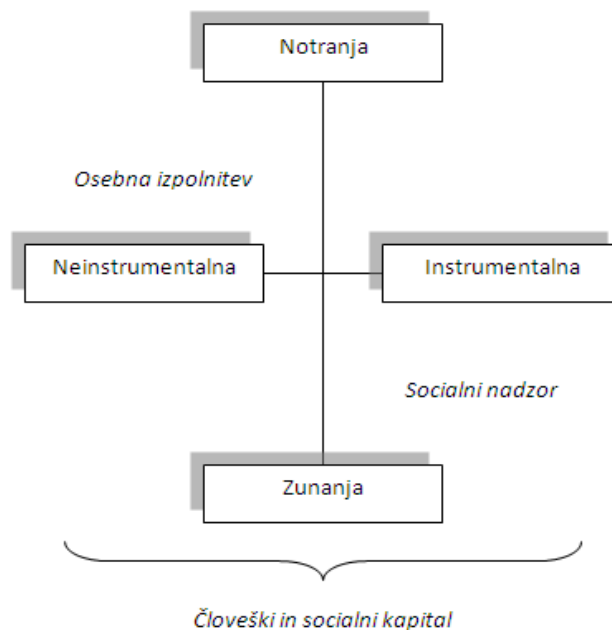 Notranja
Osebna izpolnitev
Neinstrumentalna
Instrumentalna
Socialni nadzor
Zunanja
Človeški in socialni kapital